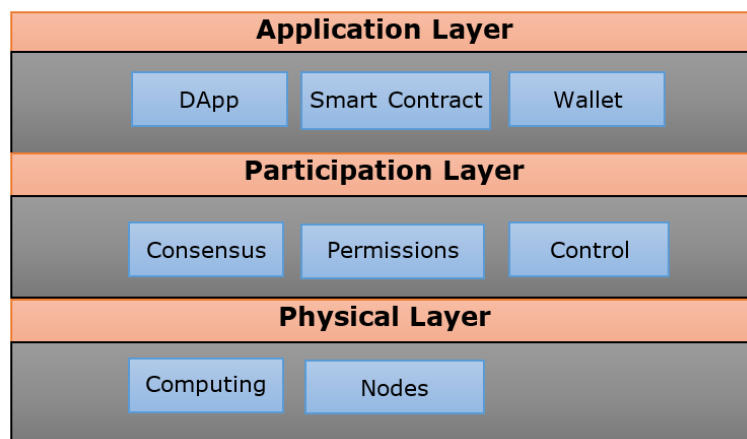 Application Layer
DApp
Smart Contract
Wallet
Participation Layer
Consensus
Permissions
Control
Physical Layer
Computing
Nodes